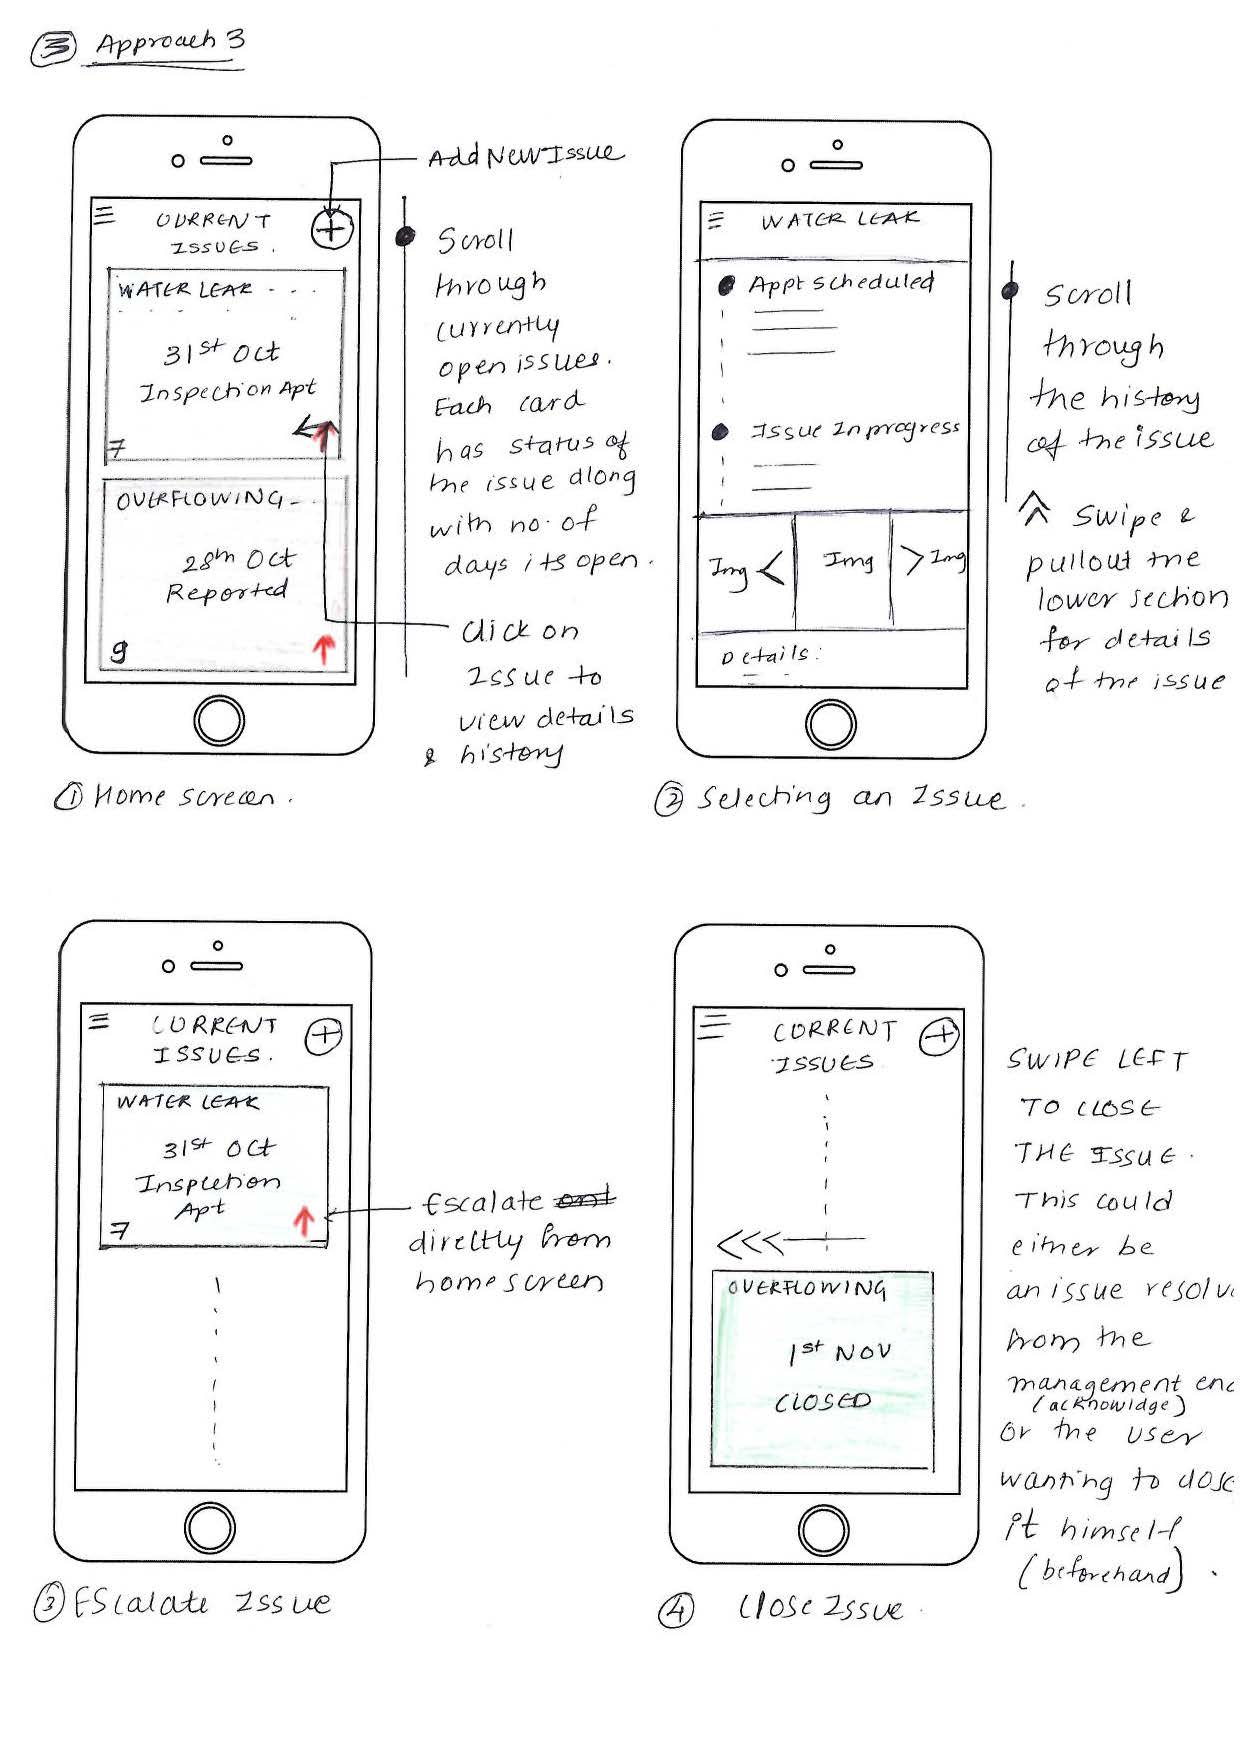 3 Approach 3
Add New Issue
CURRENT
ISSUES.
WATER LEAK
31st Oct
Inspection Apt
7
OVERFLOWING
28th Oct
Reported
9
Scroll
through
currently
open issues.
Each card
has status of
the issue along
with no. of
days its open.
Click on
Issue to
view details
& history
1 Home screen.
WATER LEAK
Appt scheduled
Issue In progress
Img < Img > Img
Details:
Scroll
through
the history
of the issue
Swipe &
pullout the
lower section
for details
of the issue
2 Selecting an Issue.
CURRENT
ISSUES.
WATER LEAK
31st Oct
Inspection
Apt
7
Escalate
directly from
home screen
3 Escalate Issue
CURRENT
ISSUES
OVERFLOWING
1st NOV
CLOSED
SWIPE LEFT
TO CLOSE
THE ISSUE.
This could
either be
an issue resolv
from the
management end
(acknowldge)
or the user
wanting to close
it himself
(beforehand).
4 Close Issue.